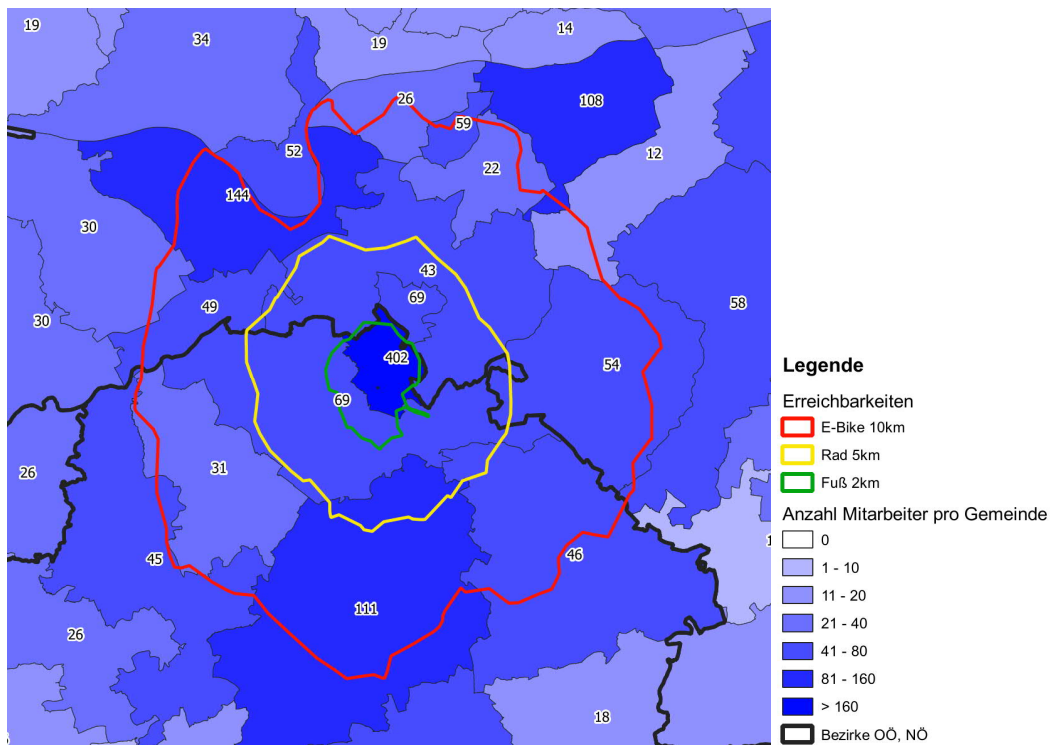 19
34
19
14
26
108
59
52
12
22
144
30
43
69
49
58
30
402
54
69
31
26
45
46
111
26
18
Legende
Erreichbarkeiten
E-Bike 10km
Rad 5km
Fuß 2km
Anzahl Mitarbeiter pro Gemeinde
0
1 - 10
11 - 20
21 - 40
41 - 80
81 - 160
> 160
Bezirke OÖ, NÖ